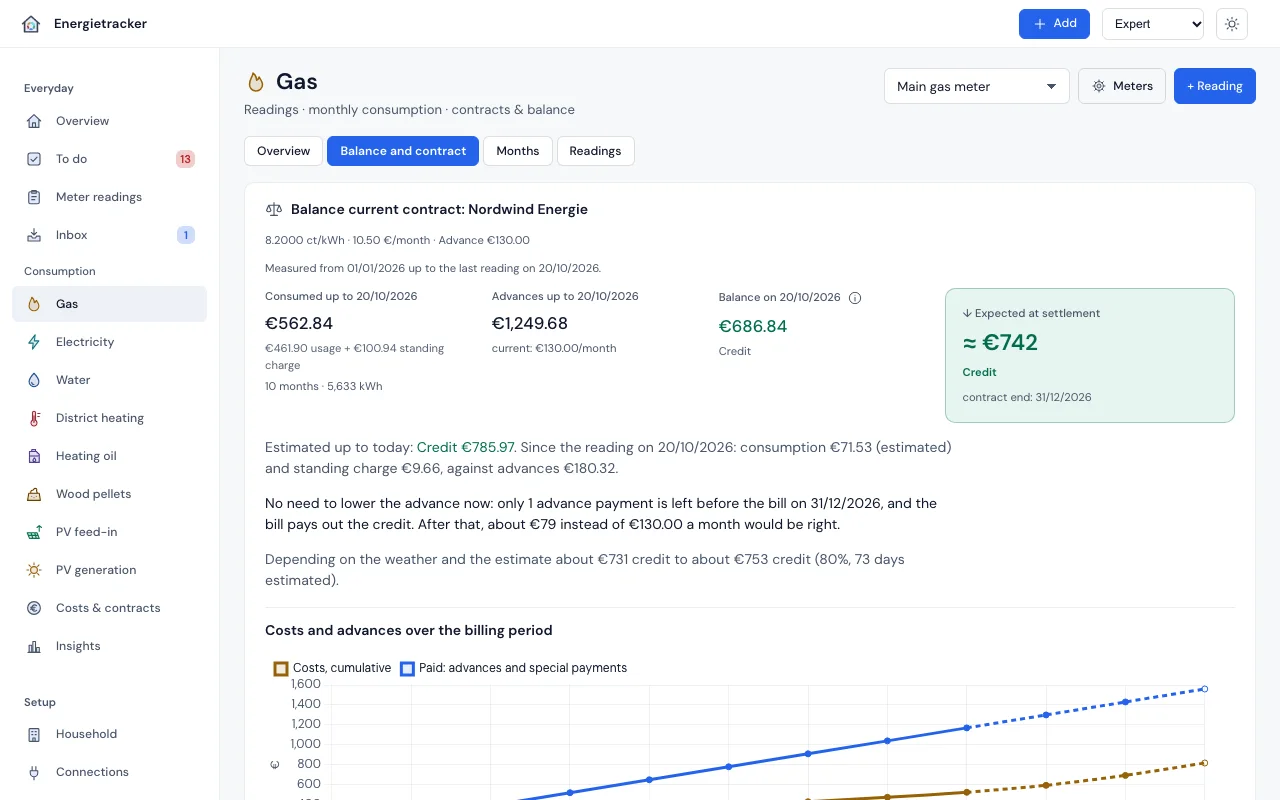 Energietracker
Add
Expert
Everyday
Overview
To do 13
Meter readings
Inbox 1
Consumption
Gas
Electricity
Water
District heating
Heating oil
Wood pellets
PV feed-in
PV generation
Costs & contracts
Insights
Setup
Household
Connections
Gas
Readings · monthly consumption · contracts & balance
Main gas meter
Meters
+ Reading
Overview
Balance and contract
Months
Readings
Balance current contract: Nordwind Energie
8.2000 ct/kWh · 10.50 €/month · Advance €130.00
Measured from 01/01/2026 up to the last reading on 20/10/2026.
Consumed up to 20/10/2026
€562.84
€461.90 usage + €100.94 standing
charge
10 months · 5,633 kWh
Advances up to 20/10/2026
€1,249.68
current: €130.00/month
Balance on 20/10/2026
€686.84
Credit
↓ Expected at settlement
≈ €742
Credit
contract end: 31/12/2026
Estimated up to today: Credit €785.97. Since the reading on 20/10/2026: consumption €71.53 (estimated)
and standing charge €9.66, against advances €180.32.
No need to lower the advance now: only 1 advance payment is left before the bill on 31/12/2026, and the
bill pays out the credit. After that, about €79 instead of €130.00 a month would be right.
Depending on the weather and the estimate about €731 credit to about €753 credit (80%, 73 days
estimated).
Costs and advances over the billing period
Costs, cumulative
Paid: advances and special payments
1,600
1,400
1,200
1,000
800
600
€